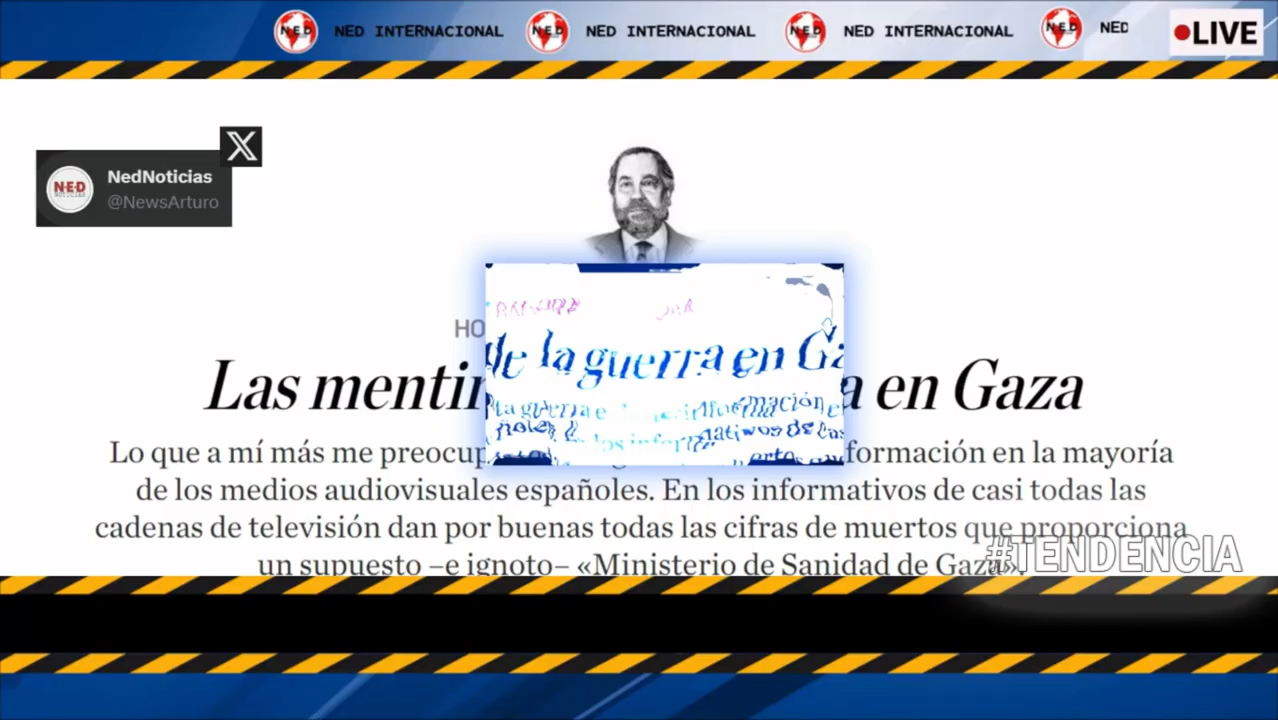 NED INTERNACIONAL NED INTERNACIONAL NED INTERNACIONAL NED
LIVE
X
NED
NedNoticias
@NewsArturo
HO
de la guerra en Ga
Las mentir a en Gaza
Lo que a mí más me preocup formación en la mayoría
de los medios audiovisuales españoles. En los informativos de casi todas las
cadenas de televisión dan por buenas todas las cifras de muertos que proporciona
un supuesto –e ignoto– «Ministerio de Sanidad de Gaza».
#TENDENCIA